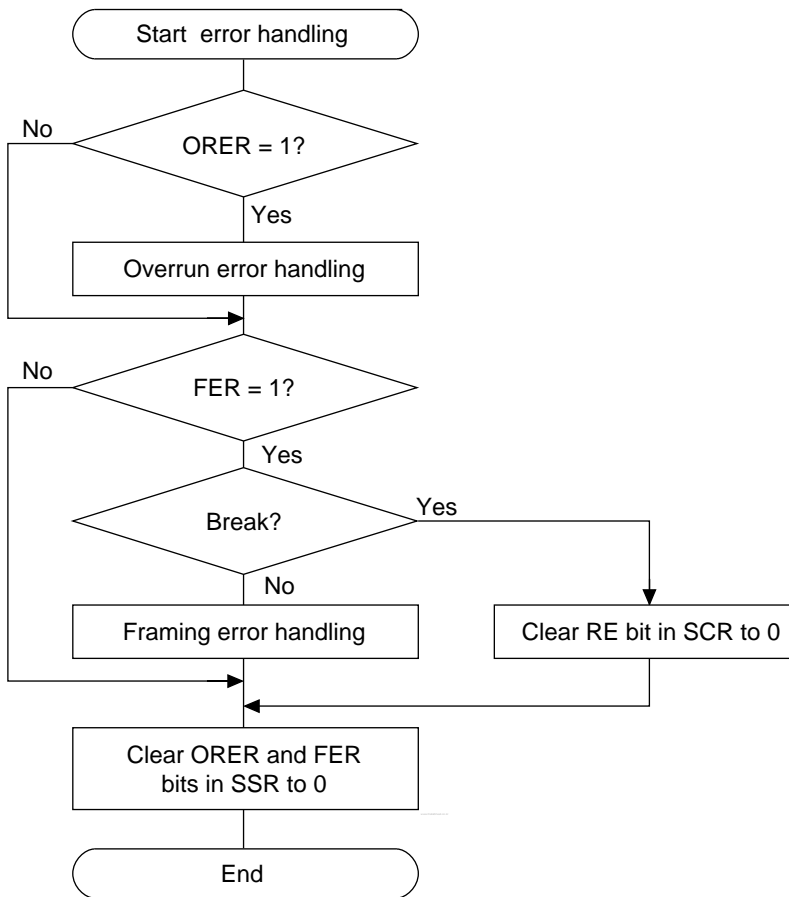 Start error handling
No
ORER = 1?
Yes
Overrun error handling
No
FER = 1?
Yes
Break?
Yes
No
Framing error handling
Clear RE bit in SCR to 0
Clear ORER and FER
bits in SSR to 0
End